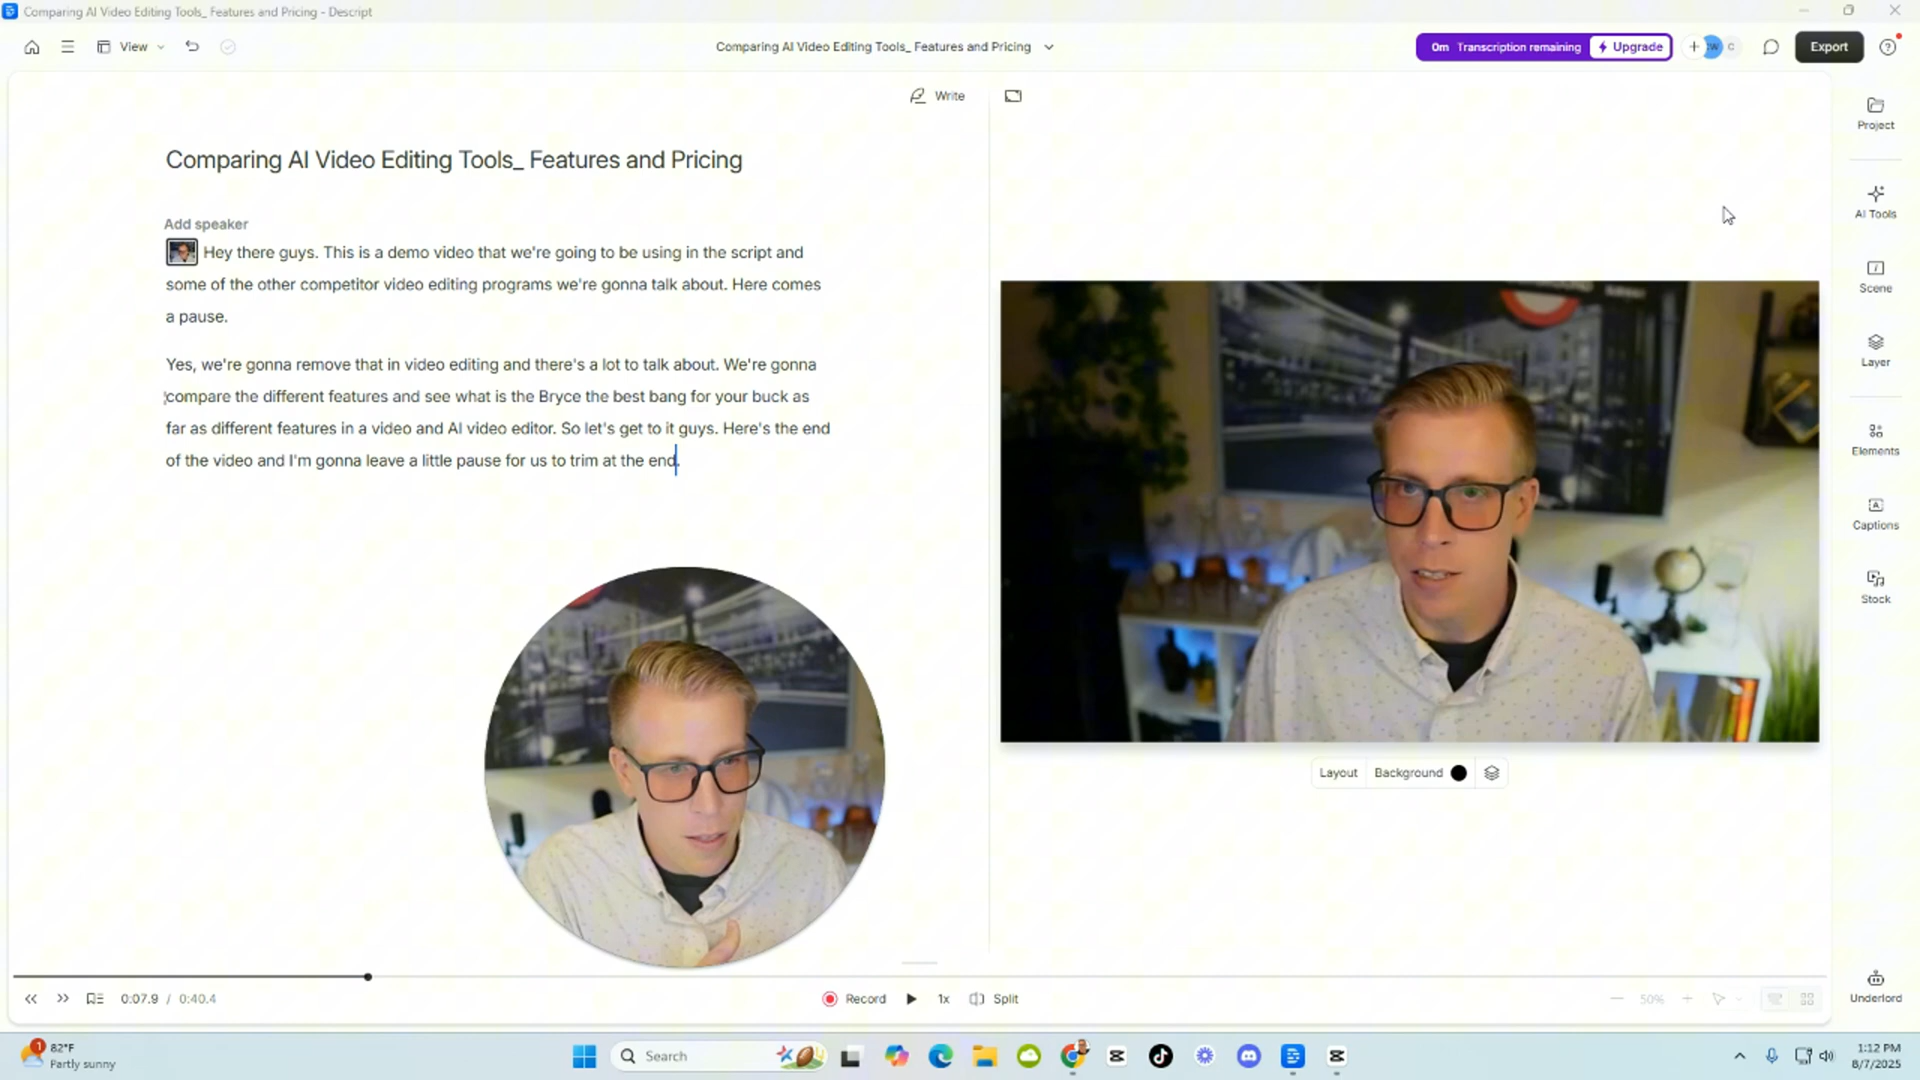 Comparing AI Video Editing Tools_ Features and Pricing - Descript
View
Comparing AI Video Editing Tools_ Features and Pricing
0m Transcription remaining
Upgrade
W
C
Export
Write
Project
Comparing AI Video Editing Tools_ Features and Pricing
AI Tools
Add speaker
Hey there guys. This is a demo video that we're going to be using in the script and
some of the other competitor video editing programs we're gonna talk about. Here comes
a pause.
Scene
Layer
Yes, we're gonna remove that in video editing and there's a lot to talk about. We're gonna
compare the different features and see what is the Bryce the best bang for your buck as
far as different features in a video and AI video editor. So let's get to it guys. Here's the end
of the video and I'm gonna leave a little pause for us to trim at the end.
Elements
Captions
Stock
Layout
Background
0:07.9 / 0:40.4
Record
1x
Split
50%
Underlord
1
82°F
Partly sunny
Search
1:12 PM
8/7/2025